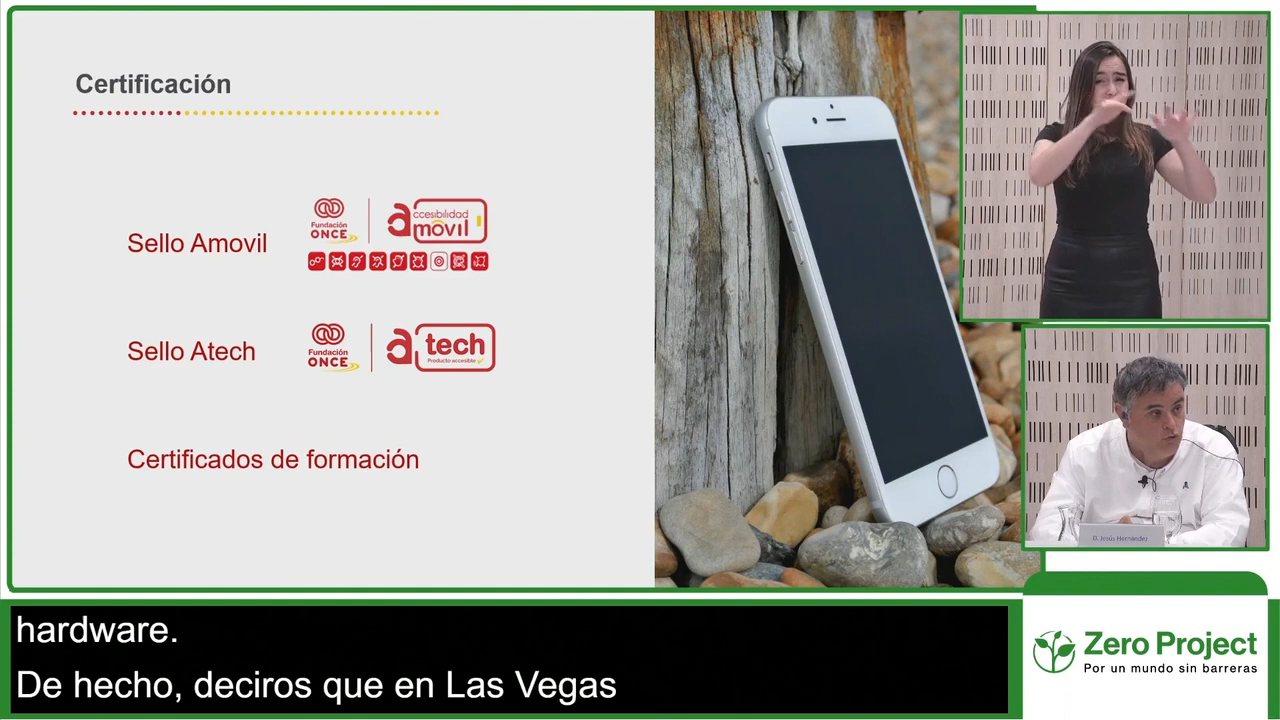 Certificación
Sello Amovil
Fundación
ONCE
accesibilidad
amóvil
Sello Atech
Fundación
ONCE
a tech
Producto accesible
Certificados de formación
D. Jesús Hernández
hardware.
De hecho, deciros que en Las Vegas
Zero Project
Por un mundo sin barreras